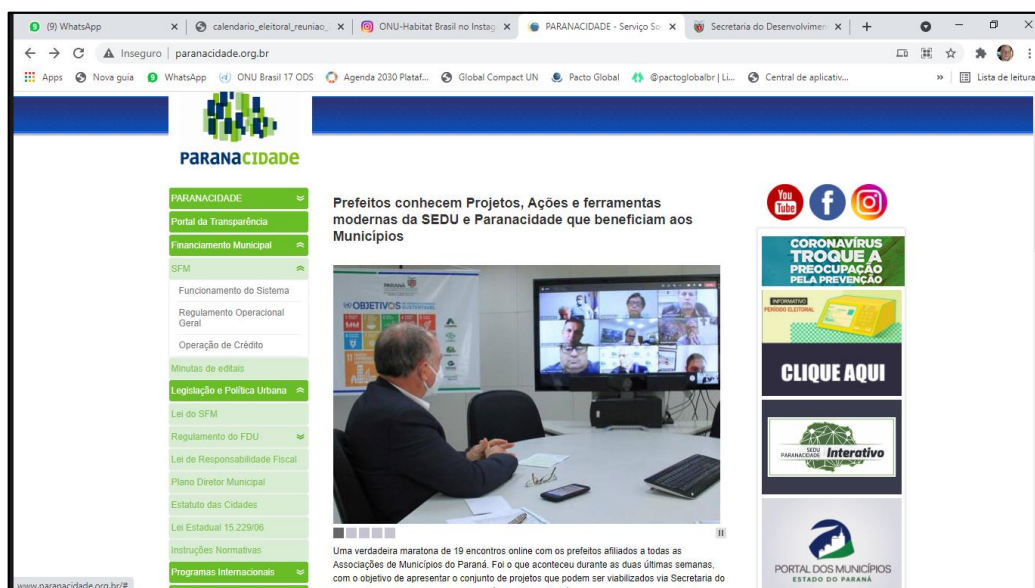 (9) WhatsApp
calendario_eleitoral_reuniao_
ONU-Habitat Brasil no Instag
PARANACIDADE - Serviço So
Secretaria do Desenvolvimen
Inseguro | paranacidade.org.br
Apps
Nova guia
WhatsApp
ONU Brasil 17 ODS
Agenda 2030 Plataf...
Global Compact UN
Pacto Global
@pactoglobalbr | Li...
Central de aplicativ...
»
Lista de leitura
PARANACIDADE
PARANACIDADE
Portal da Transparência
Financiamento Municipal
SFM
Funcionamento do Sistema
Regulamento Operacional
Geral
Operação de Crédito
Minutas de editais
Legislação e Política Urbana
Lei do SFM
Regulamento do FDU
Lei de Responsabilidade Fiscal
Plano Diretor Municipal
Estatuto das Cidades
Lei Estadual 15.229/06
Instruções Normativas
Programas Internacionais
www.paranacidade.org.br/#
Prefeitos conhecem Projetos, Ações e ferramentas
modernas da SEDU e Paranacidade que beneficiam aos
Municípios
PARANÁ
OBJETIVOS
Uma verdadeira maratona de 19 encontros online com os prefeitos afiliados a todas as
Associações de Municípios do Paraná. Foi o que aconteceu durante as duas últimas semanas,
com o objetivo de apresentar o conjunto de projetos que podem ser viabilizados via Secretaria do
You
Tube
CORONAVÍRUS
TROQUE A
PREOCUPAÇÃO
PELA PREVENÇÃO
INFORMATIVO
PERÍODO ELEITORAL
CLIQUE AQUI
SEDU
PARANACIDADE
Interativo
PORTAL DOS MUNICÍPIOS
ESTADO DO PARANÁ